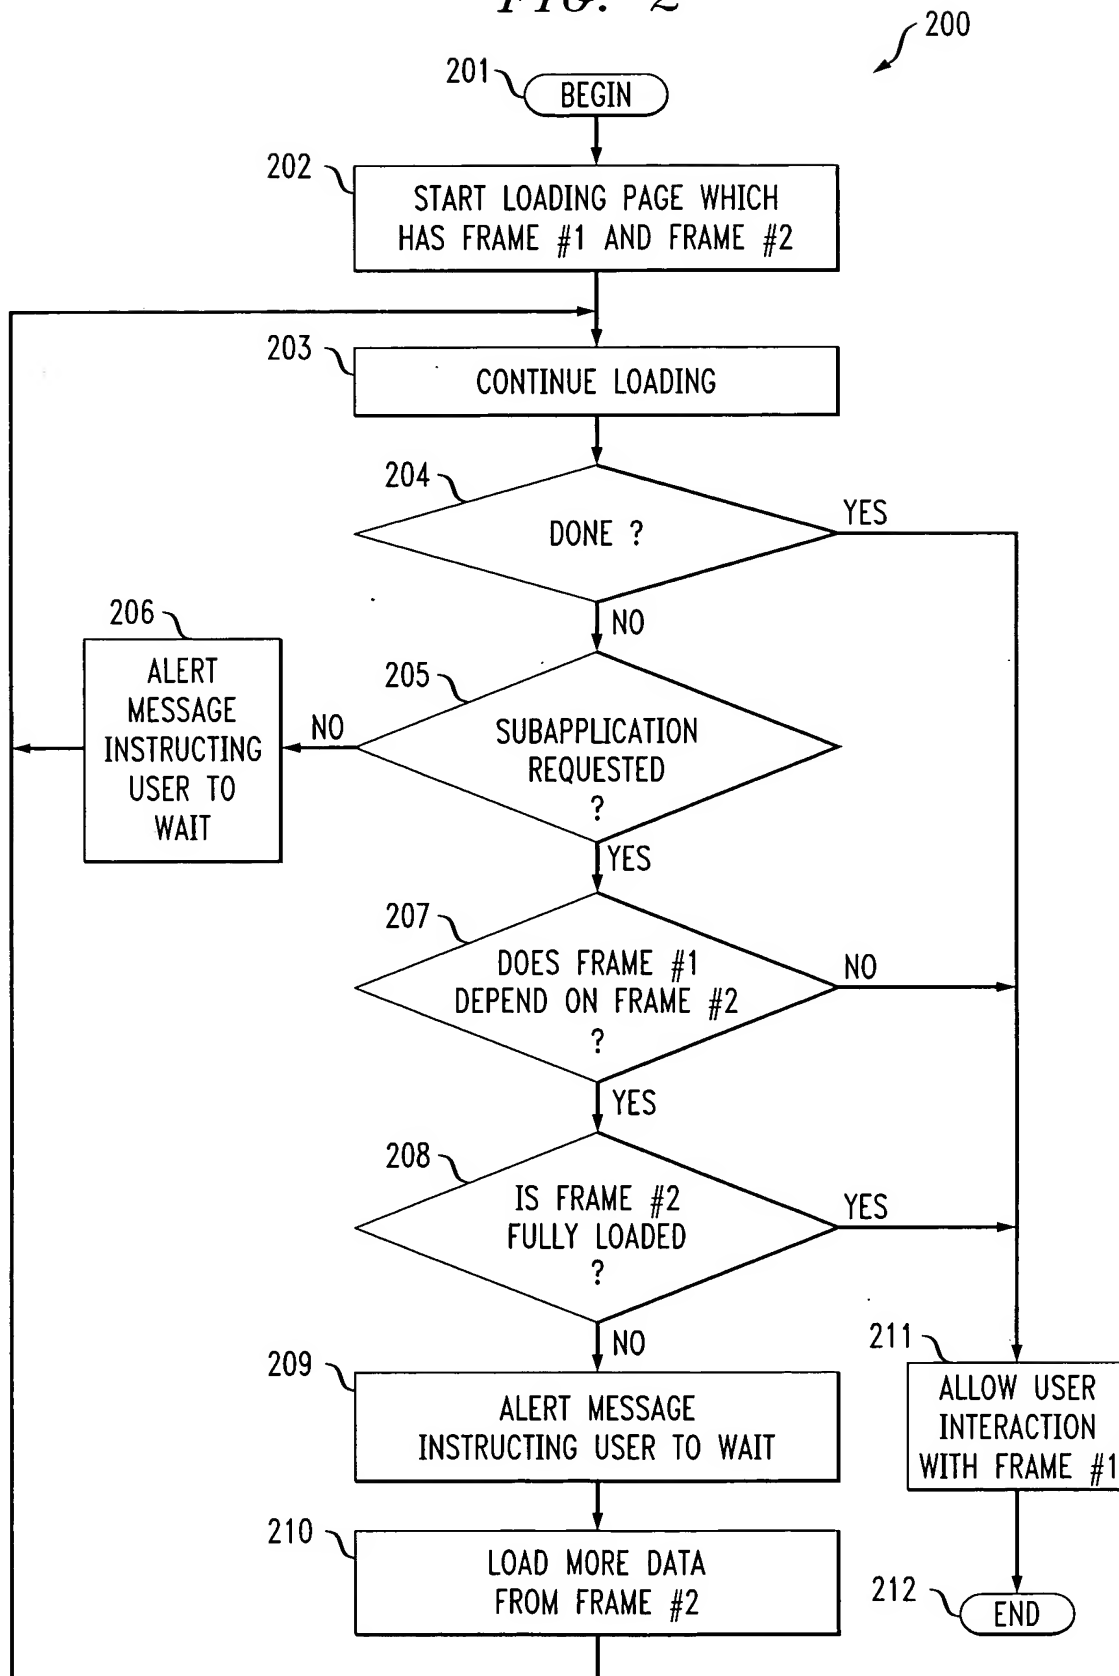 FIG. 2
200
201
BEGIN
202
START LOADING PAGE WHICH
HAS FRAME #1 AND FRAME #2
203
CONTINUE LOADING
204
DONE ?
YES
NO
206
ALERT
MESSAGE
INSTRUCTING
USER TO
WAIT
NO
205
SUBAPPLICATION
REQUESTED
?
YES
207
DOES FRAME #1
DEPEND ON FRAME #2
?
NO
YES
208
IS FRAME #2
FULLY LOADED
?
YES
NO
209
ALERT MESSAGE
INSTRUCTING USER TO WAIT
211
ALLOW USER
INTERACTION
WITH FRAME #1
210
LOAD MORE DATA
FROM FRAME #2
212
END